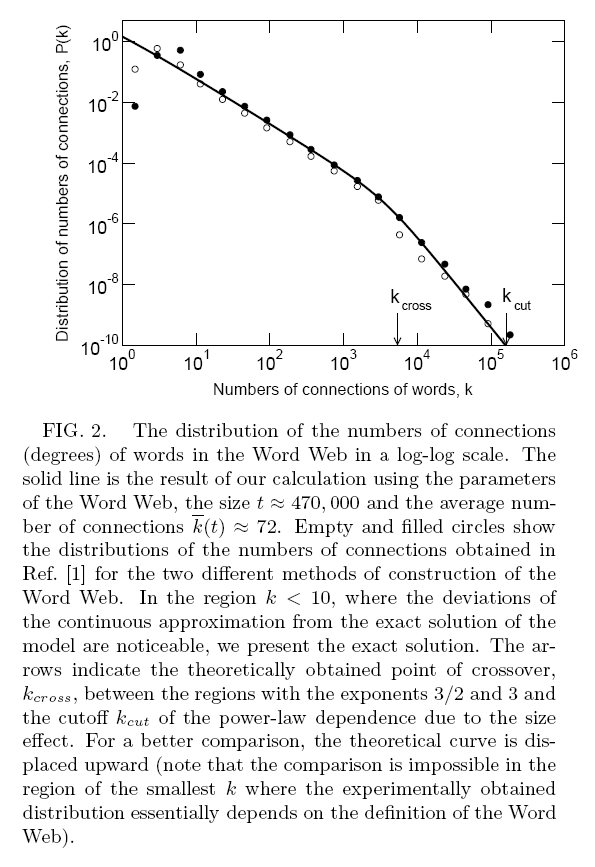 Distribution of numbers of connections, P(k)
10^0
10^-2
10^-4
10^-6
10^-8
10^-10
k_cross
k_cut
10^0 10^1 10^2 10^3 10^4 10^5 10^6
Numbers of connections of words, k
FIG. 2. The distribution of the numbers of connections
(degrees) of words in the Word Web in a log-log scale. The
solid line is the result of our calculation using the parameters
of the Word Web, the size t ≈ 470, 000 and the average num-
ber of connections k̅(t) ≈ 72. Empty and filled circles show
the distributions of the numbers of connections obtained in
Ref. [1] for the two different methods of construction of the
Word Web. In the region k < 10, where the deviations of
the continuous approximation from the exact solution of the
model are noticeable, we present the exact solution. The ar-
rows indicate the theoretically obtained point of crossover,
k_cross, between the regions with the exponents 3/2 and 3 and
the cutoff k_cut of the power-law dependence due to the size
effect. For a better comparison, the theoretical curve is dis-
placed upward (note that the comparison is impossible in the
region of the smallest k where the experimentally obtained
distribution essentially depends on the definition of the Word
Web).